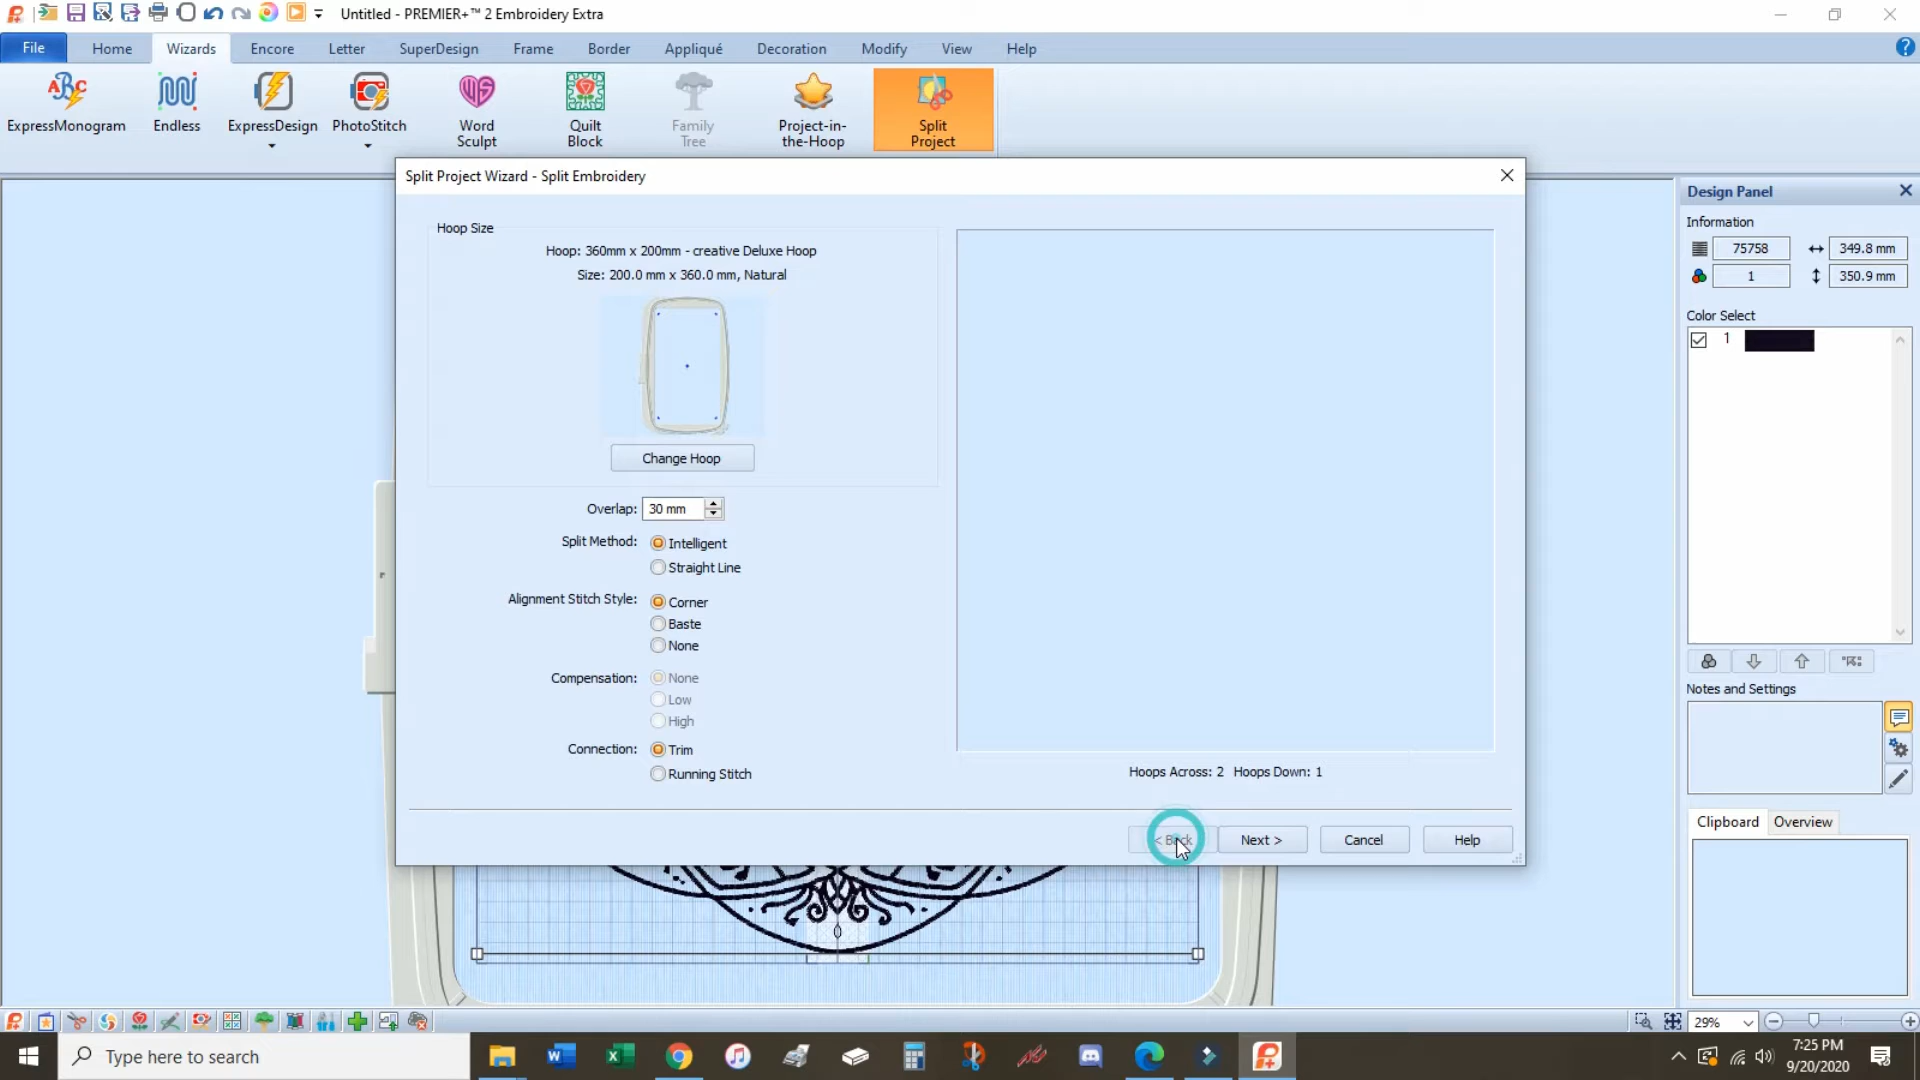 Untitled - PREMIER+™ 2 Embroidery Extra
File Home Wizards Encore Letter SuperDesign Frame Border Appliqué Decoration Modify View Help
ExpressMonogram
Endless
ExpressDesign
PhotoStitch
Word
Sculpt
Quilt
Block
Family
Tree
Project-in-
the-Hoop
Split
Project
Split Project Wizard - Split Embroidery
Hoop Size
Hoop: 360mm x 200mm - creative Deluxe Hoop
Size: 200.0 mm x 360.0 mm, Natural
Change Hoop
Overlap: 30 mm
Split Method: Intelligent
Straight Line
Alignment Stitch Style: Corner
Baste
None
Compensation: None
Low
High
Connection: Trim
Running Stitch
Hoops Across: 2 Hoops Down: 1
< Back Next > Cancel Help
Design Panel
Information
75758 349.8 mm
1 350.9 mm
Color Select
1
Notes and Settings
Clipboard Overview
29%
Type here to search
7:25 PM
9/20/2020